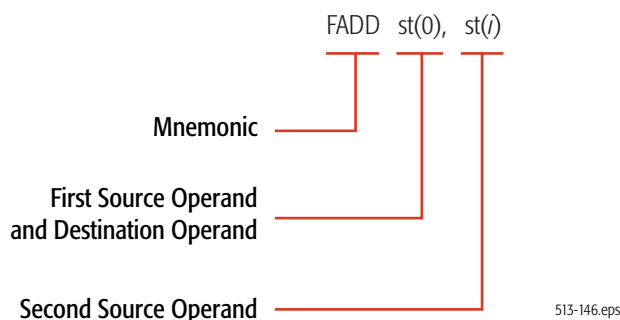 FADD st(0), st(i)
Mnemonic
First Source Operand
and Destination Operand
Second Source Operand
513-146.eps